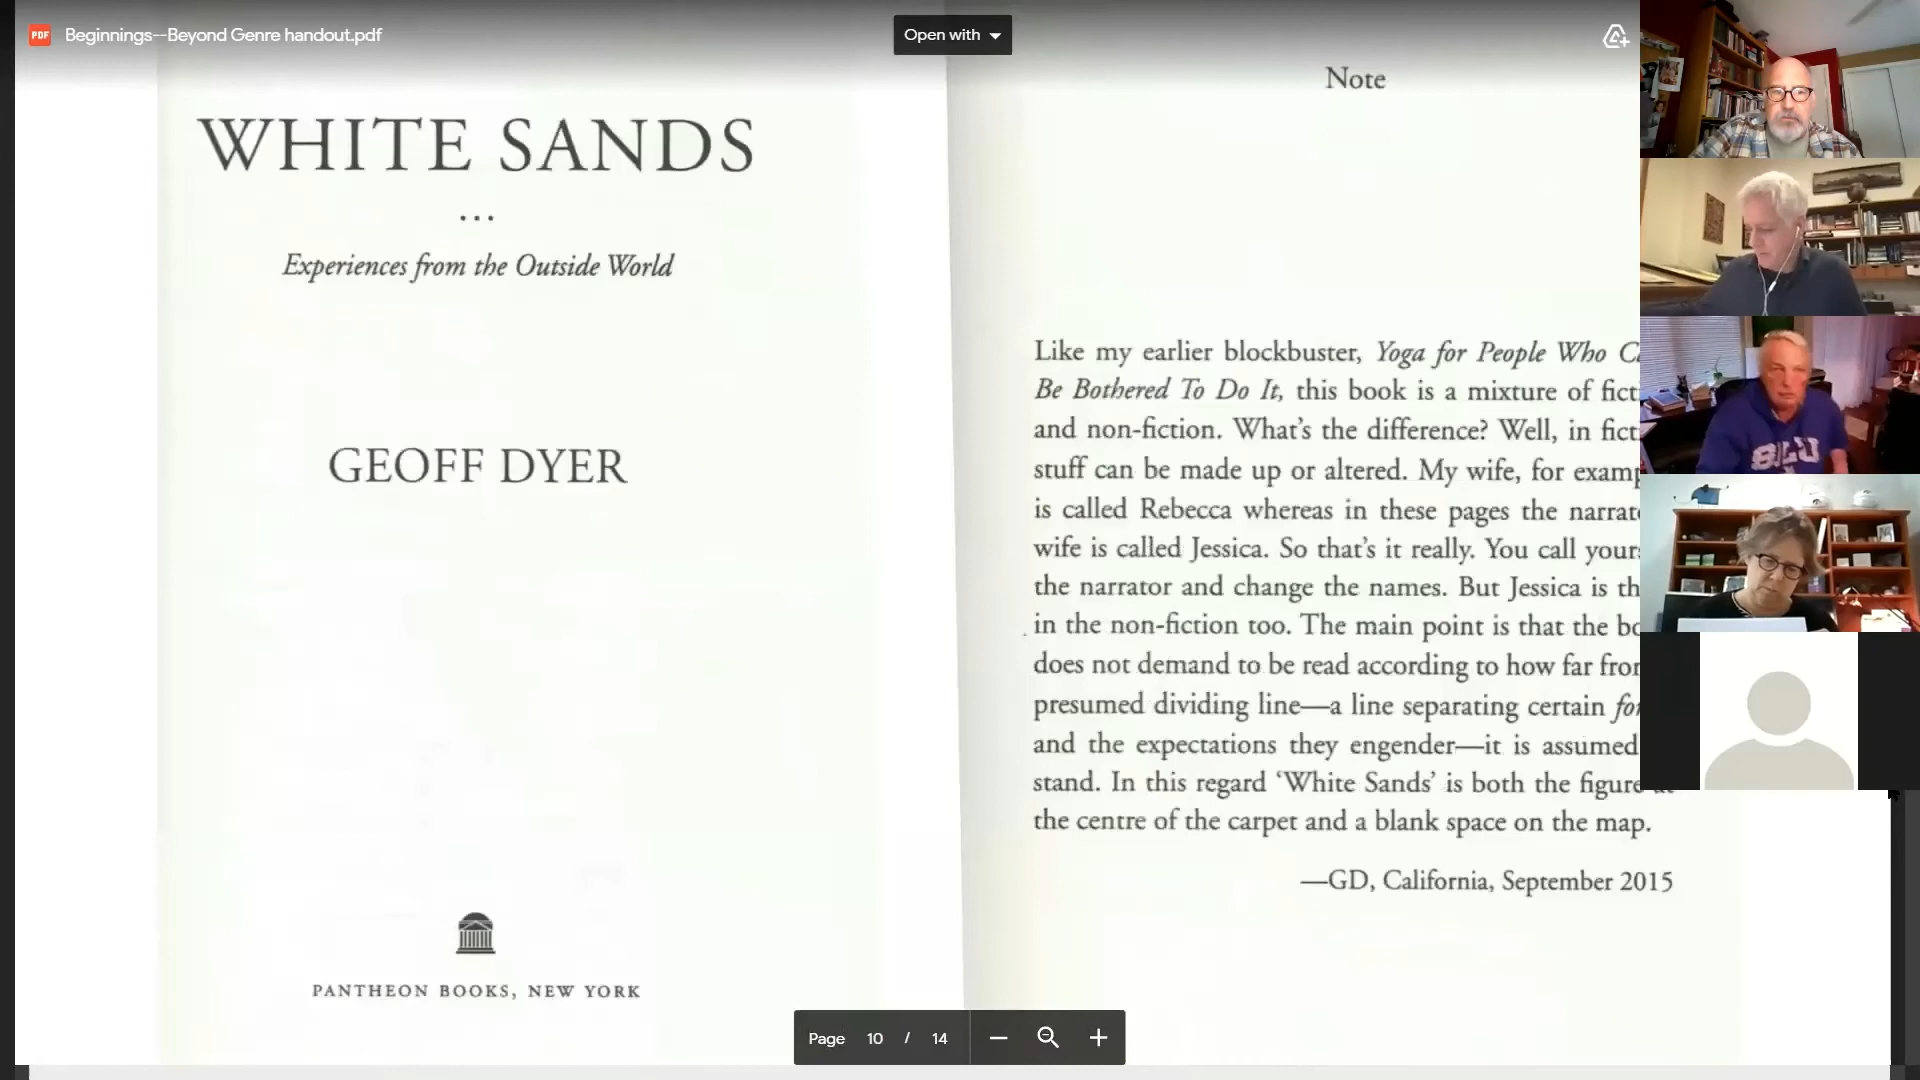 Beginnings--Beyond Genre handout.pdf
Open with
WHITE SANDS
...
Experiences from the Outside World
GEOFF DYER
PANTHEON BOOKS, NEW YORK
Note
Like my earlier blockbuster, Yoga for People Who
Be Bothered To Do It, this book is a mixture of
and non-fiction. What's the difference? Well, in
stuff can be made up or altered. My wife, for
is called Rebecca whereas in these pages the
wife is called Jessica. So that's it really. You call
the narrator and change the names. But Jessica is
in the non-fiction too. The main point is that the
does not demand to be read according to how far
presumed dividing line—a line separating certain
and the expectations they engender—it is assumed
stand. In this regard 'White Sands' is both the figure
the centre of the carpet and a blank space on the map.
—GD, California, September 2015
Page 10 / 14